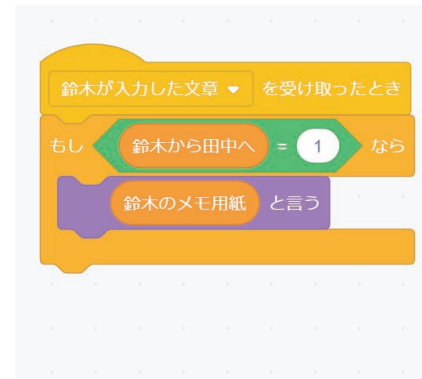 鈴木が入力した文章 を受け取ったとき
もし 鈴木から田中へ = 1 なら
鈴木のメモ用紙 と言う